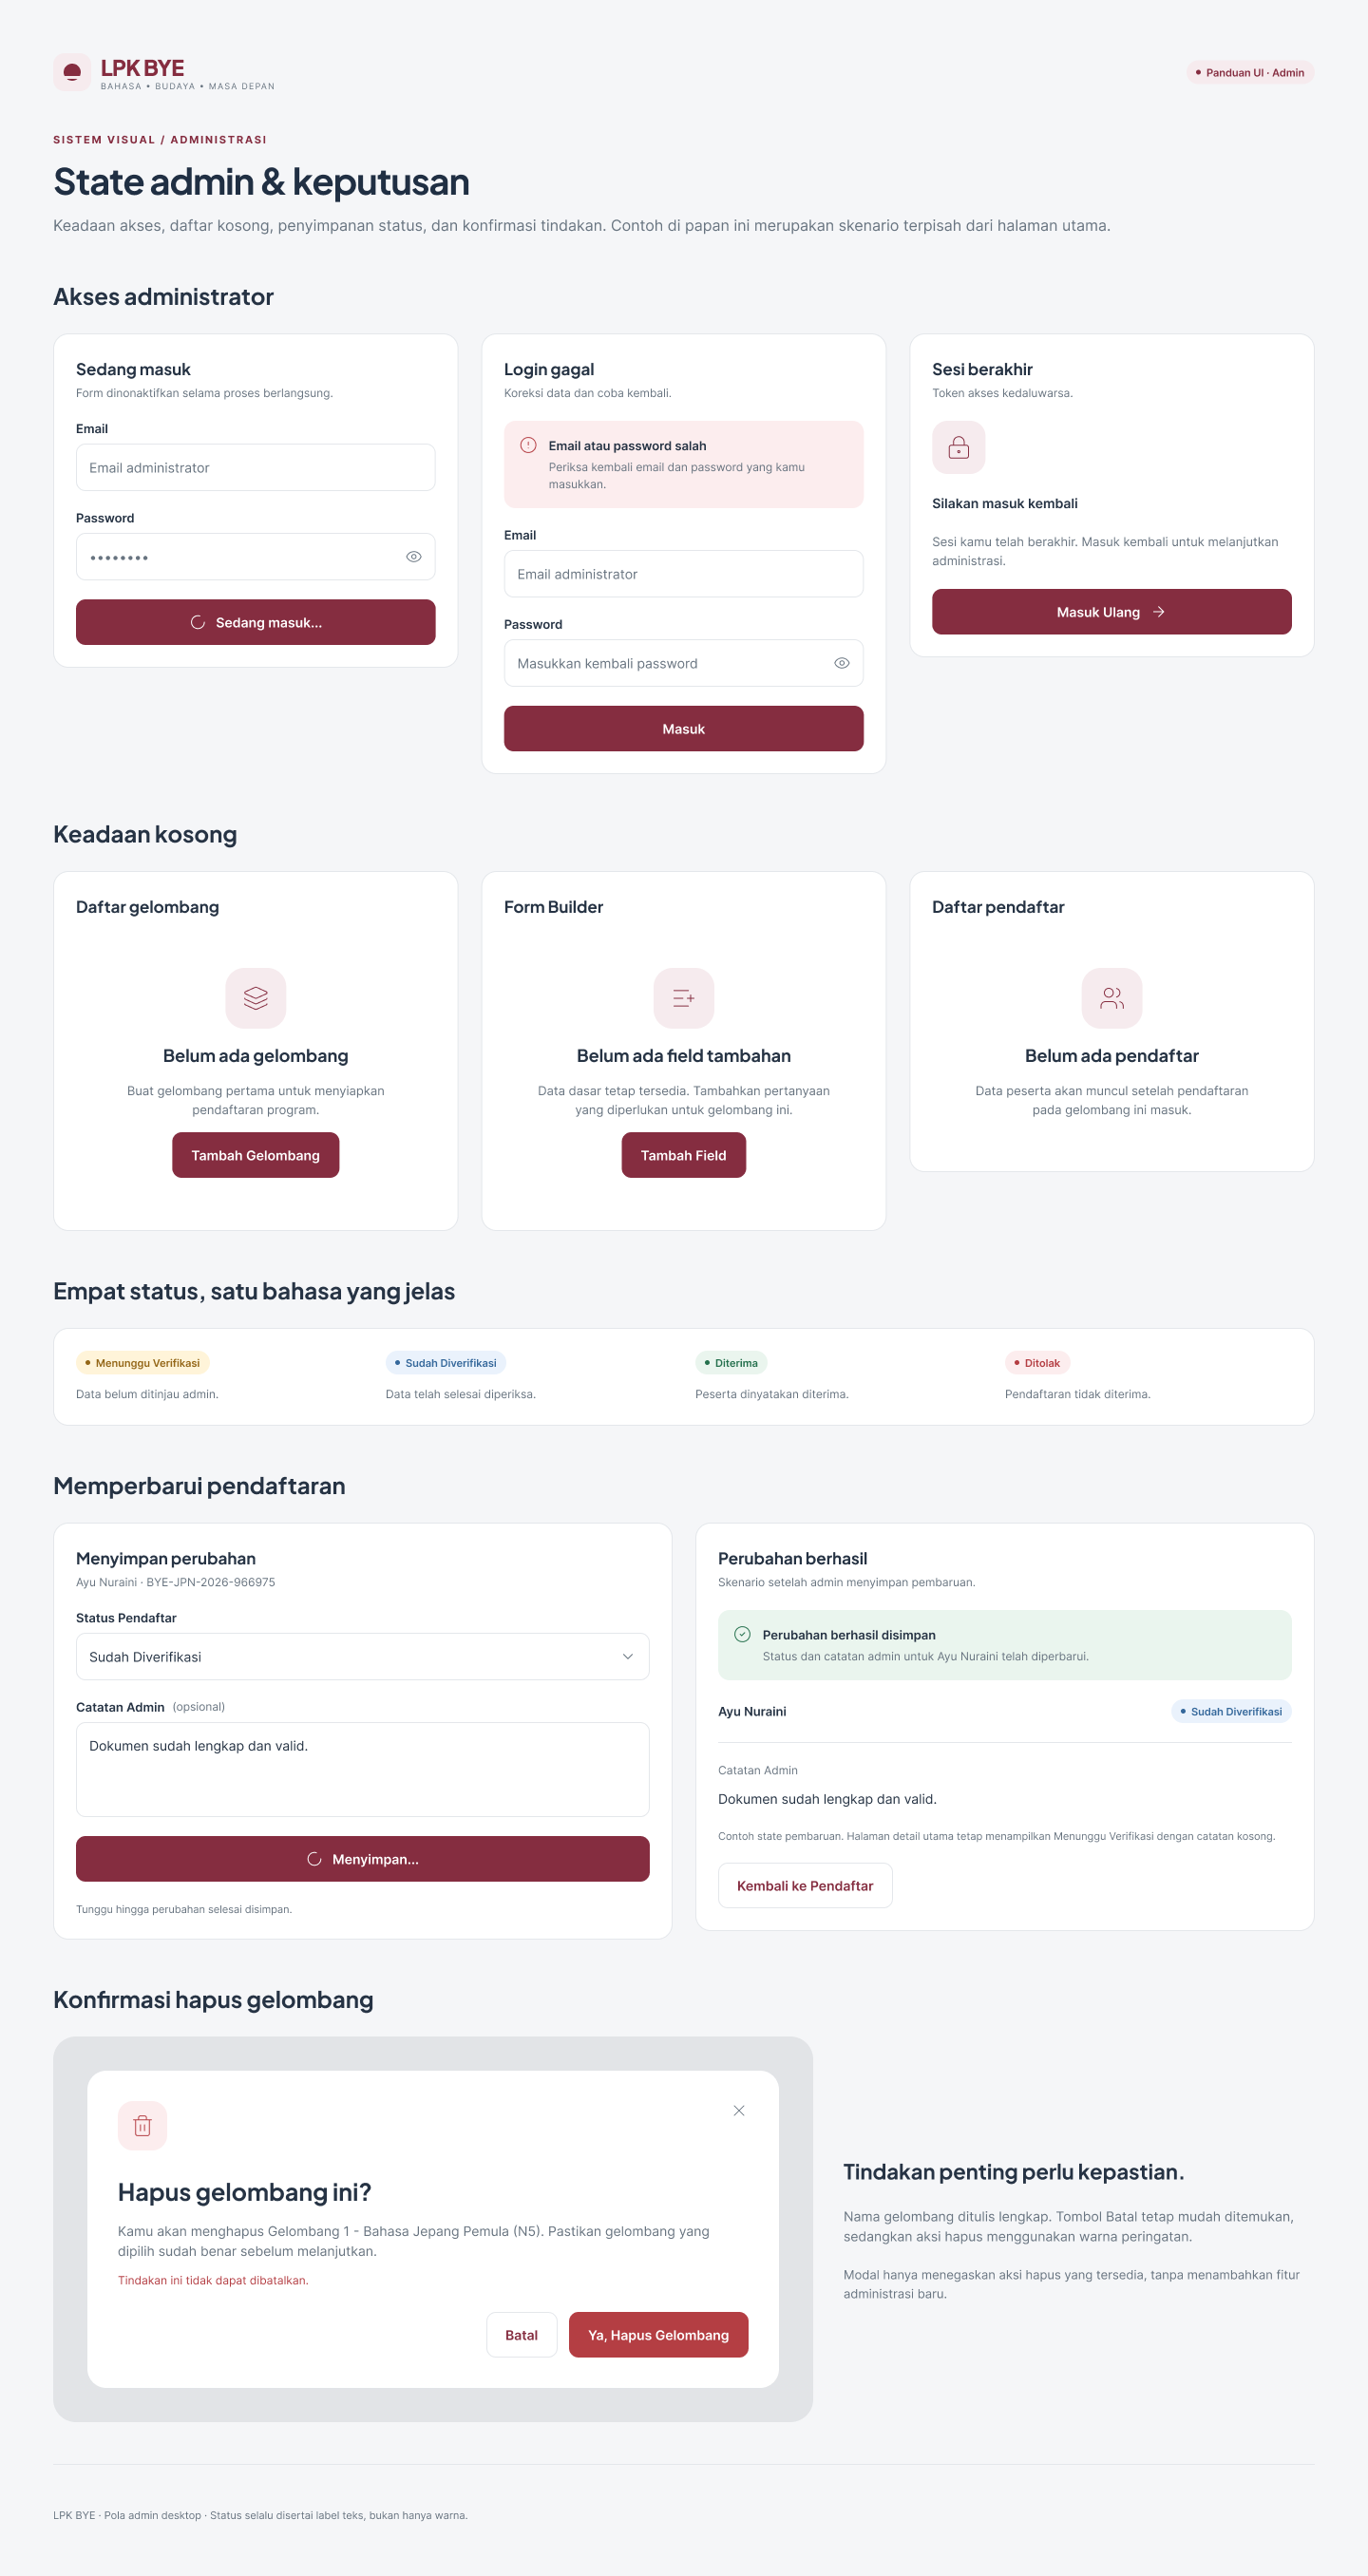 LPK BYE
BAHASA • BUDAYA • MASA DEPAN
Panduan UI · Admin
SISTEM VISUAL / ADMINISTRASI
State admin & keputusan
Keadaan akses, daftar kosong, penyimpanan status, dan konfirmasi tindakan. Contoh di papan ini merupakan skenario terpisah dari halaman utama.
Akses administrator
Sedang masuk
Form dinonaktifkan selama proses berlangsung.
Email
Email administrator
Password
••••••••
Sedang masuk...
Login gagal
Koreksi data dan coba kembali.
Email atau password salah
Periksa kembali email dan password yang kamu
masukkan.
Email
Email administrator
Password
Masukkan kembali password
Masuk
Sesi berakhir
Token akses kedaluwarsa.
Silakan masuk kembali
Sesi kamu telah berakhir. Masuk kembali untuk melanjutkan
administrasi.
Masuk Ulang
Keadaan kosong
Daftar gelombang
Belum ada gelombang
Buat gelombang pertama untuk menyiapkan
pendaftaran program.
Tambah Gelombang
Form Builder
Belum ada field tambahan
Data dasar tetap tersedia. Tambahkan pertanyaan
yang diperlukan untuk gelombang ini.
Tambah Field
Daftar pendaftar
Belum ada pendaftar
Data peserta akan muncul setelah pendaftaran
pada gelombang ini masuk.
Empat status, satu bahasa yang jelas
Menunggu Verifikasi
Data belum ditinjau admin.
Sudah Diverifikasi
Data telah selesai diperiksa.
Diterima
Peserta dinyatakan diterima.
Ditolak
Pendaftaran tidak diterima.
Memperbarui pendaftaran
Menyimpan perubahan
Ayu Nuraini · BYE-JPN-2026-966975
Status Pendaftar
Sudah Diverifikasi
Catatan Admin (opsional)
Dokumen sudah lengkap dan valid.
Menyimpan...
Tunggu hingga perubahan selesai disimpan.
Perubahan berhasil
Skenario setelah admin menyimpan pembaruan.
Perubahan berhasil disimpan
Status dan catatan admin untuk Ayu Nuraini telah diperbarui.
Ayu Nuraini
Sudah Diverifikasi
Catatan Admin
Dokumen sudah lengkap dan valid.
Contoh state pembaruan. Halaman detail utama tetap menampilkan Menunggu Verifikasi dengan catatan kosong.
Kembali ke Pendaftar
Konfirmasi hapus gelombang
Hapus gelombang ini?
Kamu akan menghapus Gelombang 1 - Bahasa Jepang Pemula (N5). Pastikan gelombang yang
dipilih sudah benar sebelum melanjutkan.
Tindakan ini tidak dapat dibatalkan.
Batal
Ya, Hapus Gelombang
Tindakan penting perlu kepastian.
Nama gelombang ditulis lengkap. Tombol Batal tetap mudah ditemukan,
sedangkan aksi hapus menggunakan warna peringatan.
Modal hanya menegaskan aksi hapus yang tersedia, tanpa menambahkan fitur
administrasi baru.
LPK BYE · Pola admin desktop · Status selalu disertai label teks, bukan hanya warna.